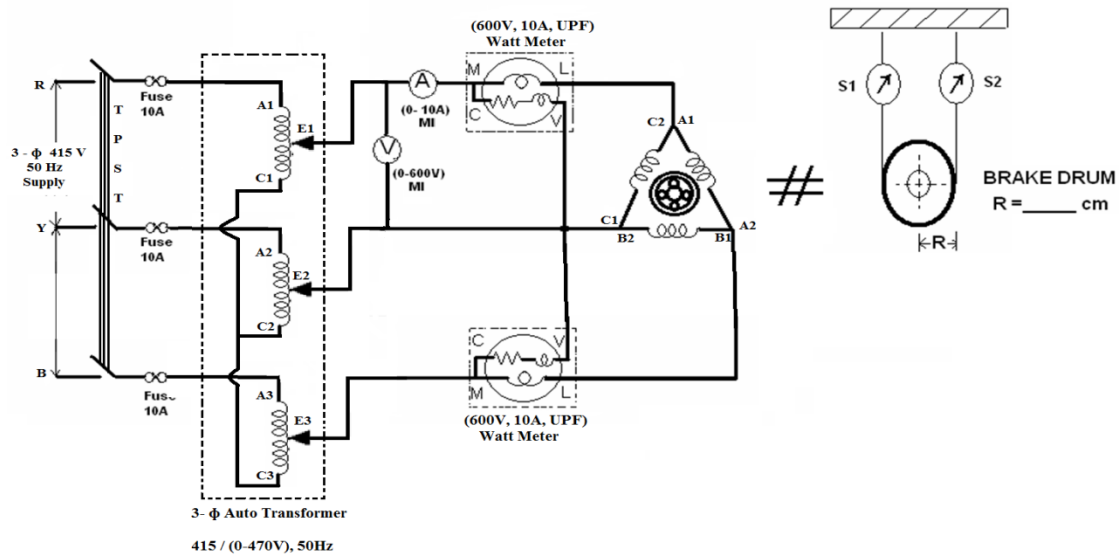 (600V, 10A, UPF)
Watt Meter
R
Fuse
10A
T
P
S
T
A1
E1
C1
A
(0- 10A)
MI
V
(0-600V)
MI
M
L
C
V
3 - ϕ 415 V
50 Hz
Supply
C2
A1
C1
B2
B1
A2
S1
S2
BRAKE DRUM
R = _____ cm
R
Y
Fuse
10A
A2
E2
C2
B
Fuse
10A
A3
E3
C3
C
V
M
L
(600V, 10A, UPF)
Watt Meter
3- ϕ Auto Transformer
415 / (0-470V), 50Hz